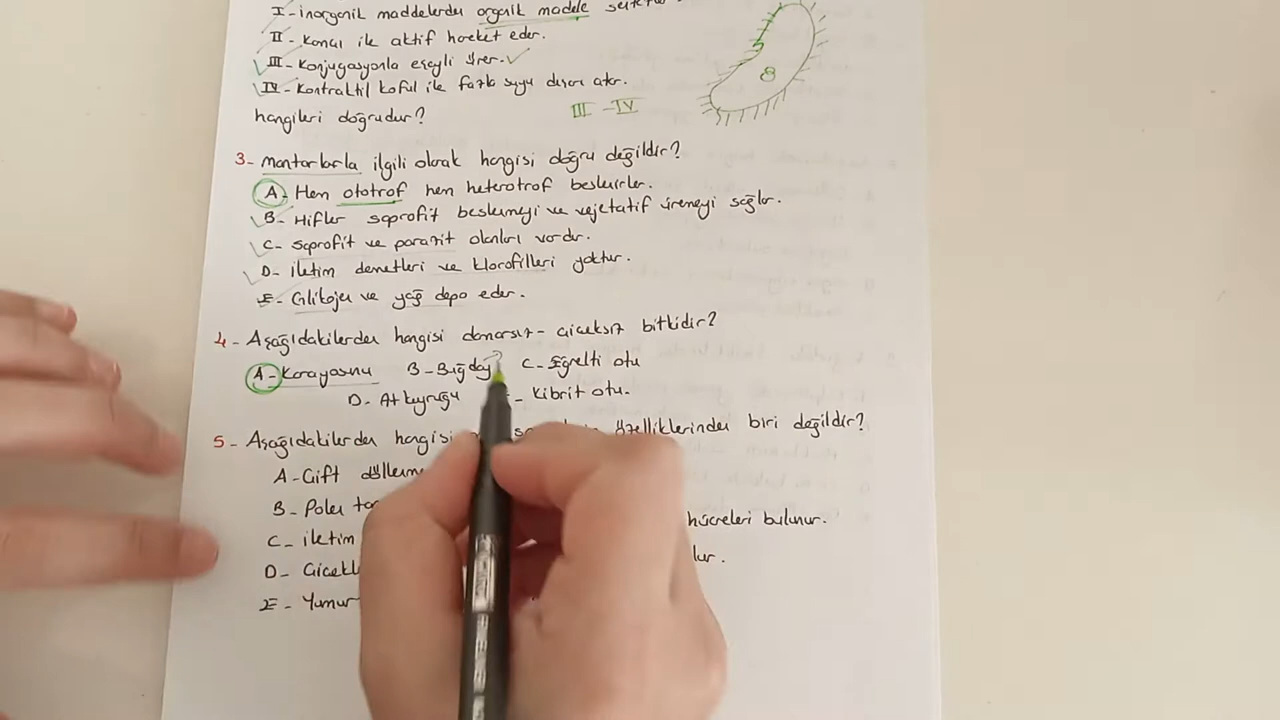 I - inorganik maddelerden organik madde
II - Kamçı ile aktif hareket eder.
III - Konjugasyonla eşeyli ürer.
IV - Kontraktil koful ile fazla suyu dışarı atar.
III - IV
hangileri doğrudur?
3- Mantarlarla ilgili olarak hangisi doğru değildir?
A- Hem ototrof hem heterotrof beslenirler.
B- Hifler saprofit beslenmeyi ve vejetatif üremeyi sağlar.
C- Saprofit ve parazit olanları vardır.
D- İletim demetleri ve klorofilleri yoktur.
E- Glikojen ve yağ depo eder.
4- Aşağıdakilerden hangisi damarsız - çiçeksiz bitkidir?
A- Karayosunu B- Buğday C- Eğrelti otu
D- At kuyruğu - Kibrit otu.
5- Aşağıdakilerden hangisi özelliklerinden biri değildir?
A- Çift
B- Polen hücreleri bulunur.
C- iletim
D-
E-